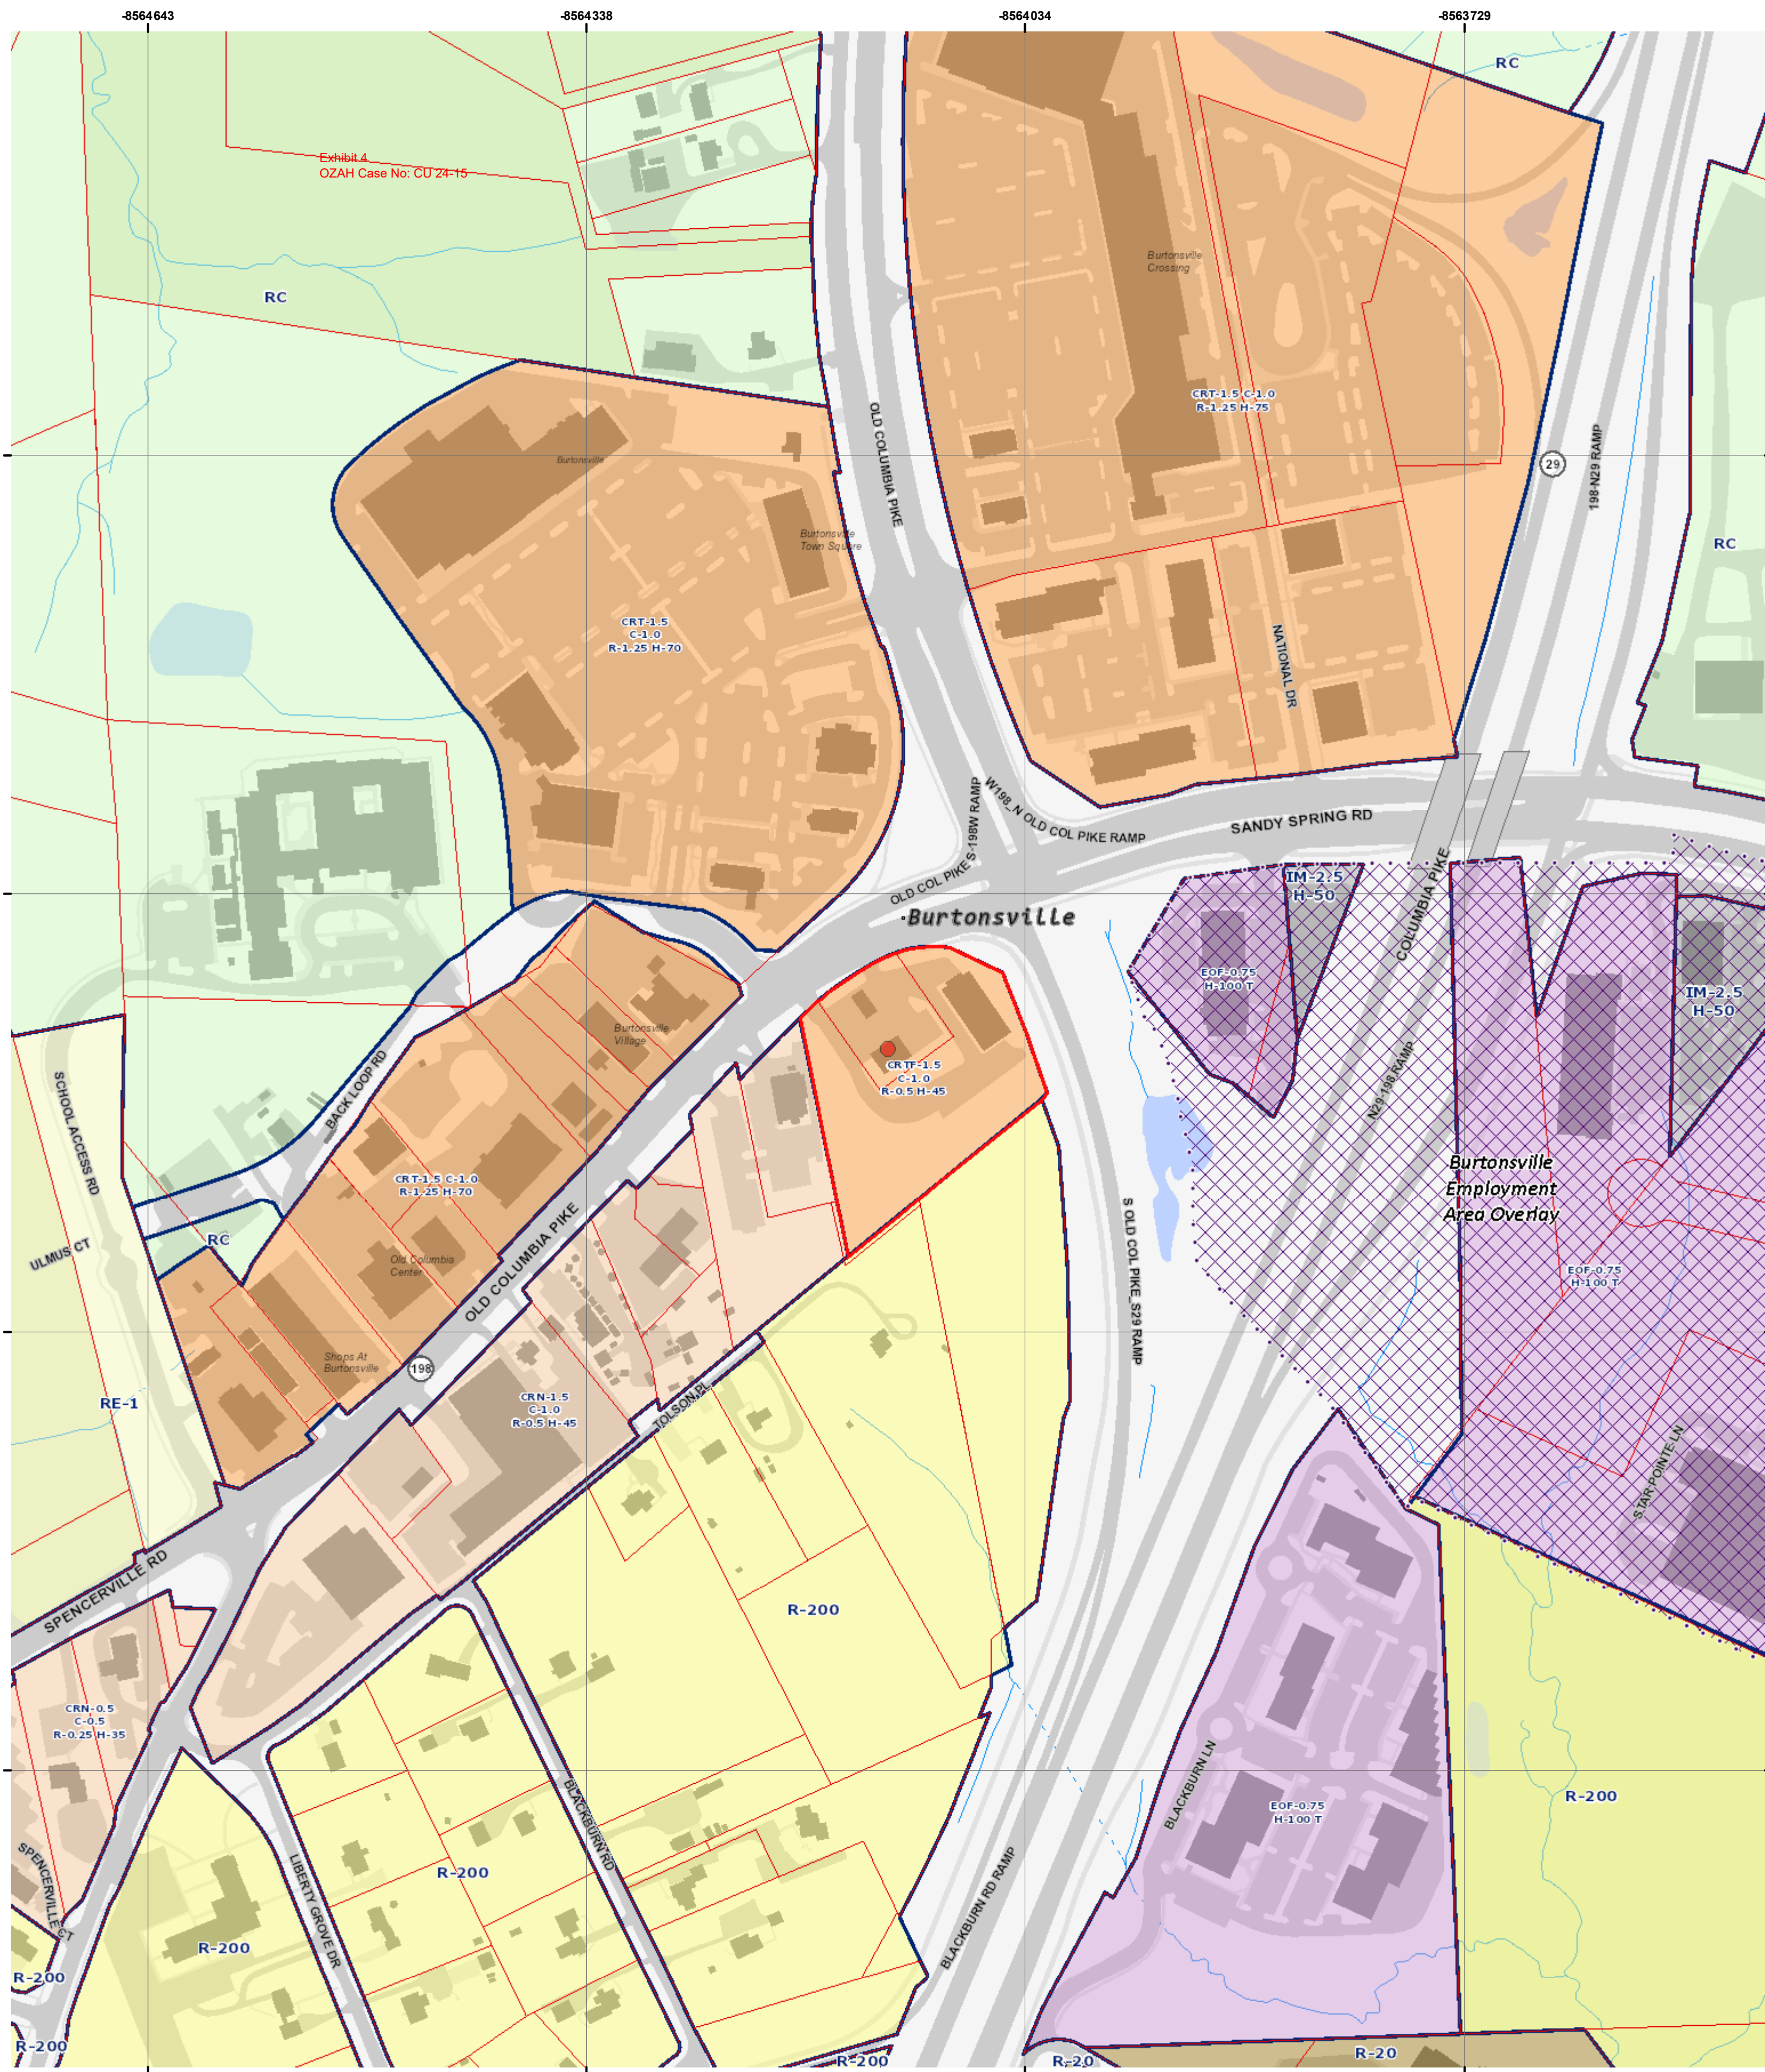 -8564643
-8564338
-8564034
-8563729
RC
Exhibit 4
OZAH Case No: CU 24-15
RC
Burtonsville
Crossing
CRT-1.5 C-1.0
R-1.25 H-75
OLD COLUMBIA PIKE
29
198-N29 RAMP
Burtonsville
Burtonsville
Town Square
RC
CRT-1.5
C-1.0
R-1.25 H-70
NATIONAL DR
OLD COL PIKE S-198W RAMP
W198_N OLD COL PIKE RAMP
SANDY SPRING RD
COLUMBIA PIKE
IM-2.5
H-50
Burtonsville
EOF-0.75
H-100 T
IM-2.5
H-50
Burtonsville
Village
CRTF-1.5
C-1.0
R-0.5 H-45
N29-198 RAMP
SCHOOL ACCESS RD
BACK LOOP RD
Burtonsville
Employment
Area Overlay
CRT-1.5 C-1.0
R-1.25 H-70
RC
ULMUS CT
Old Columbia
Center
OLD COLUMBIA PIKE
S OLD COL PIKE_S29 RAMP
EOF-0.75
H-100 T
Shops At
Burtonsville
198
RE-1
CRN-1.5
C-1.0
R-0.5 H-45
TOLSON PL
STAR POINTE LN
SPENCERVILLE RD
R-200
CRN-0.5
C-0.5
R-0.25 H-35
BLACKBURN LN
EOF-0.75
H-100 T
R-200
BLACKBURN RD
R-200
SPENCERVILLE CT
LIBERTY GROVE DR
BLACKBURN RD RAMP
R-200
R-200
R-200
R-200
R-20
R-20